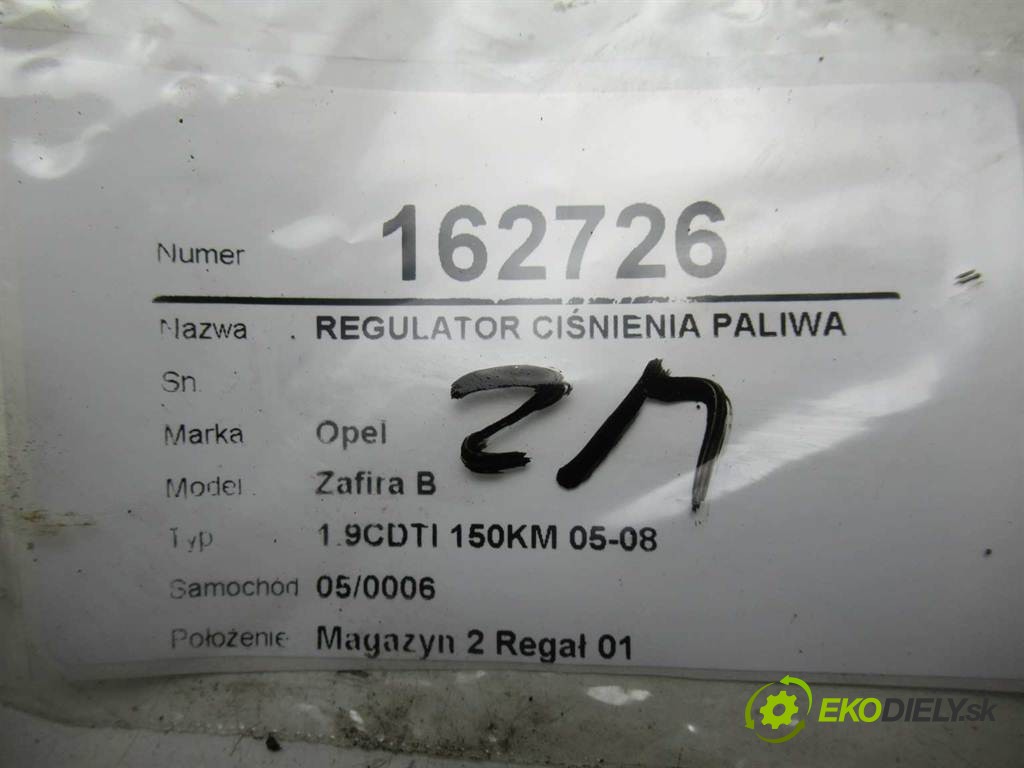 Numer 162726
Nazwa REGULATOR CIŚNIENIA PALIWA
Sn
Marka Opel
Model Zafira B
Typ 1.9CDTI 150KM 05-08
Samochód 05/0006
Położenie Magazyn 2 Regał 01
EKODIELY.sk